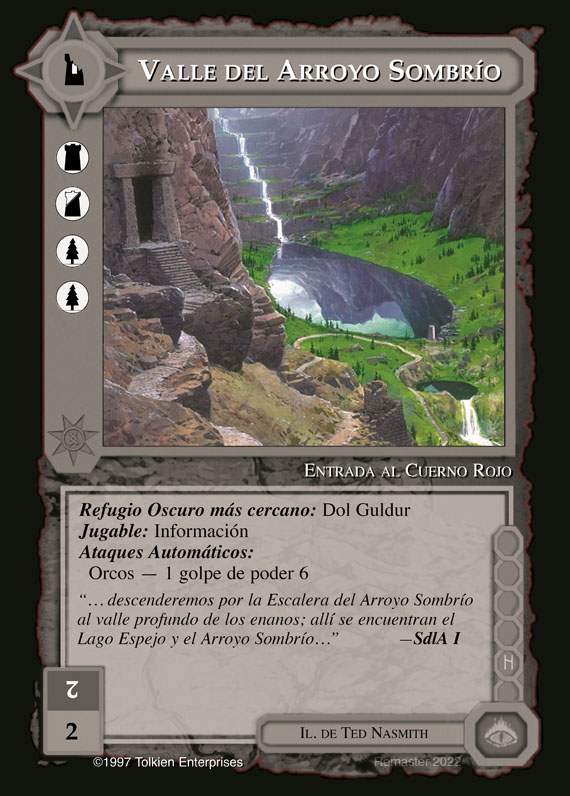 Valle del Arroyo Sombrío
Entrada al Cuerno Rojo
Refugio Oscuro más cercano: Dol Guldur
Jugable: Información
Ataques Automáticos:
Orcos — 1 golpe de poder 6
“… descenderemos por la Escalera del Arroyo Sombrío
al valle profundo de los enanos; allí se encuentran el
Lago Espejo y el Arroyo Sombrío…” —SdlA I
2
2
Il. de Ted Nasmith
©1997 Tolkien Enterprises
Remaster 2022